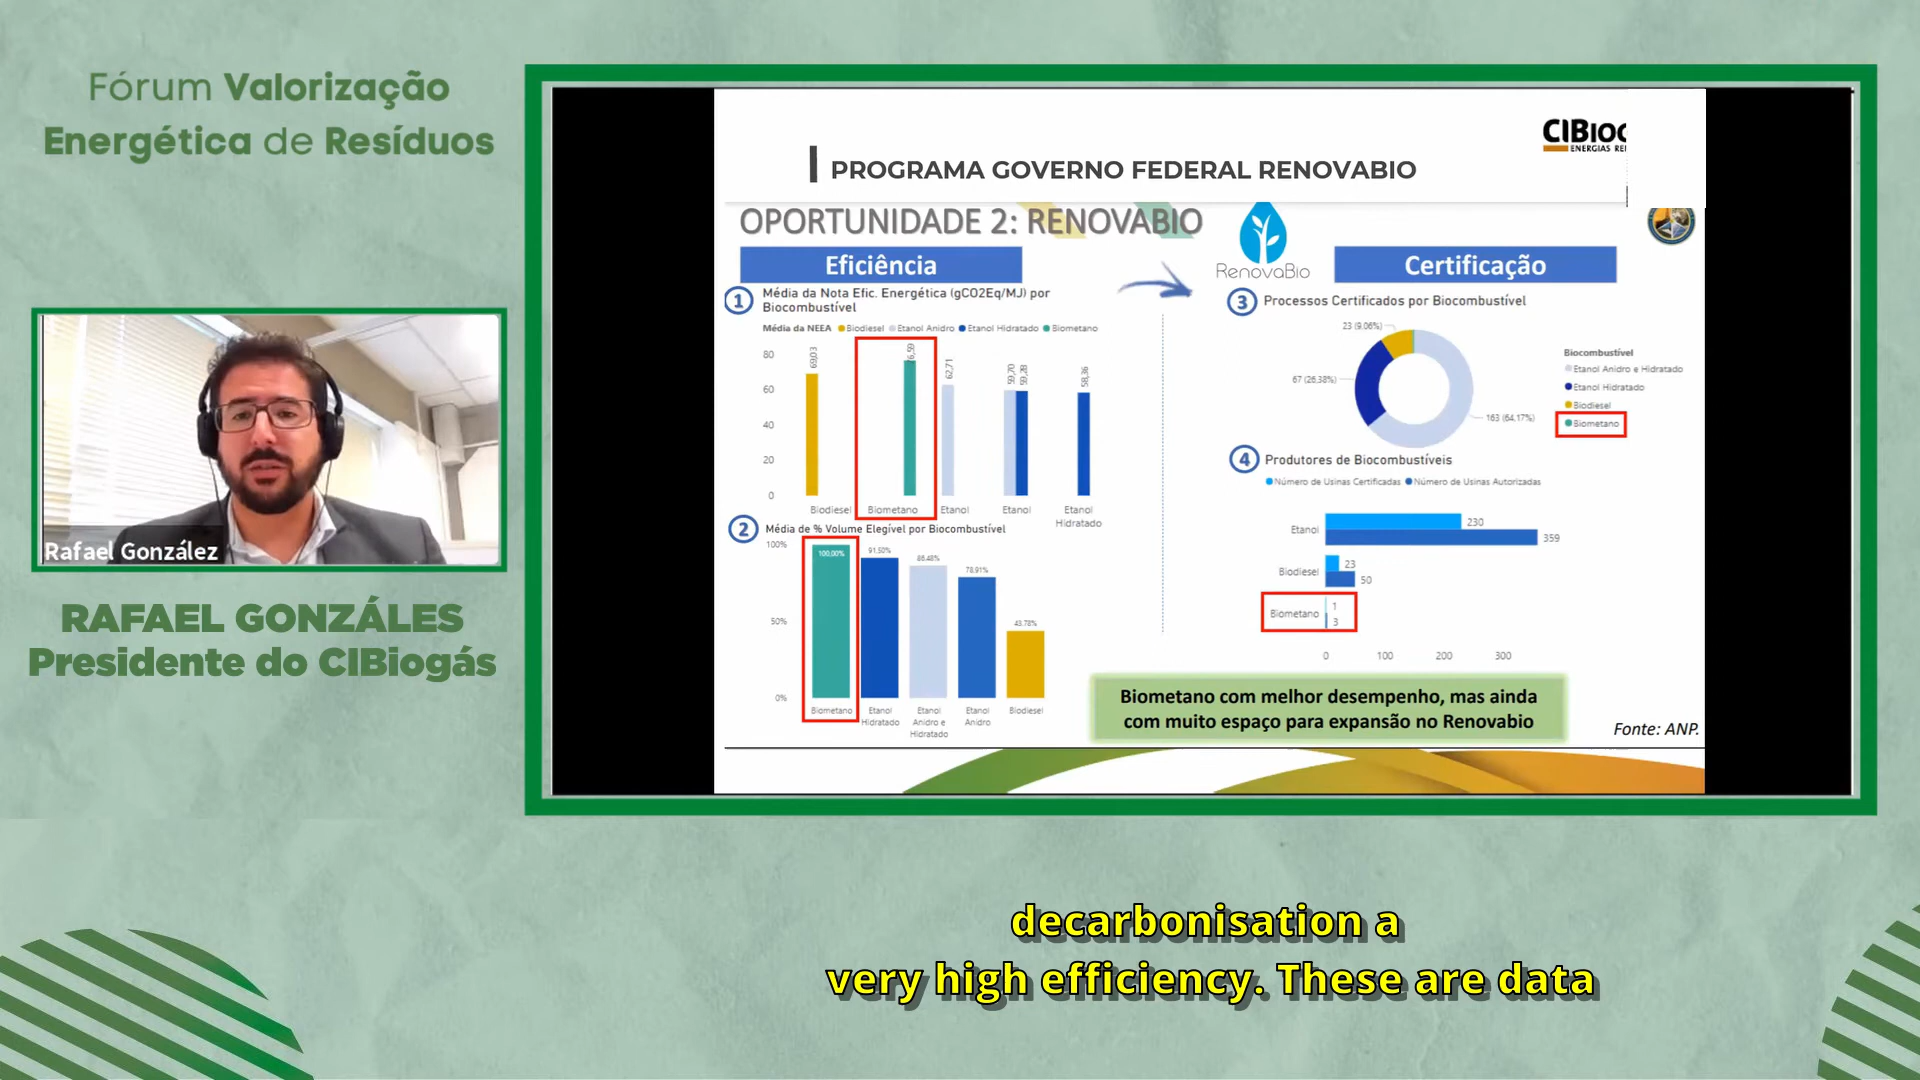 Fórum Valorização
Energética de Resíduos
Rafael González
RAFAEL GONZÁLES
Presidente do CIBiogás
PROGRAMA GOVERNO FEDERAL RENOVABIO
ENERGIAS
OPORTUNIDADE 2: RENOVABIO
RenovaBio
Eficiência
1
Média da Nota Efic. Energética (gCO2Eq/MJ) por
Biocombustível
Média da NEEA Biodiesel Etanol Anidro Etanol Hidratado Biometano
80
60
40
20
0
69,03
62,71
59,70
59,28
58,36
Biodiesel Biometano Etanol Etanol Etanol
Hidratado
2
Média de % Volume Elegível por Biocombustível
100%
50%
0%
100,00%
91.50%
86.48%
78,91%
43.78%
Biometano Etanol Etanol Etanol Biodiesel
Hidratado Anidro e Anidro
Hidratado
Certificação
3
Processos Certificados por Biocombustível
23 (9.06%)
67 (26,38%)
163 (64,17%)
Biocombustível
Etanol Anidro e Hidratado
Etanol Hidratado
Biodiesel
Biometano
4
Produtores de Biocombustíveis
Número de Usinas Certificadas Número de Usinas Autorizadas
Etanol 230
359
Biodiesel 23
50
Biometano 1
3
0 100 200 300
Biometano com melhor desempenho, mas ainda
com muito espaço para expansão no Renovabio
Fonte: ANP.
decarbonisation a
very high efficiency. These are data